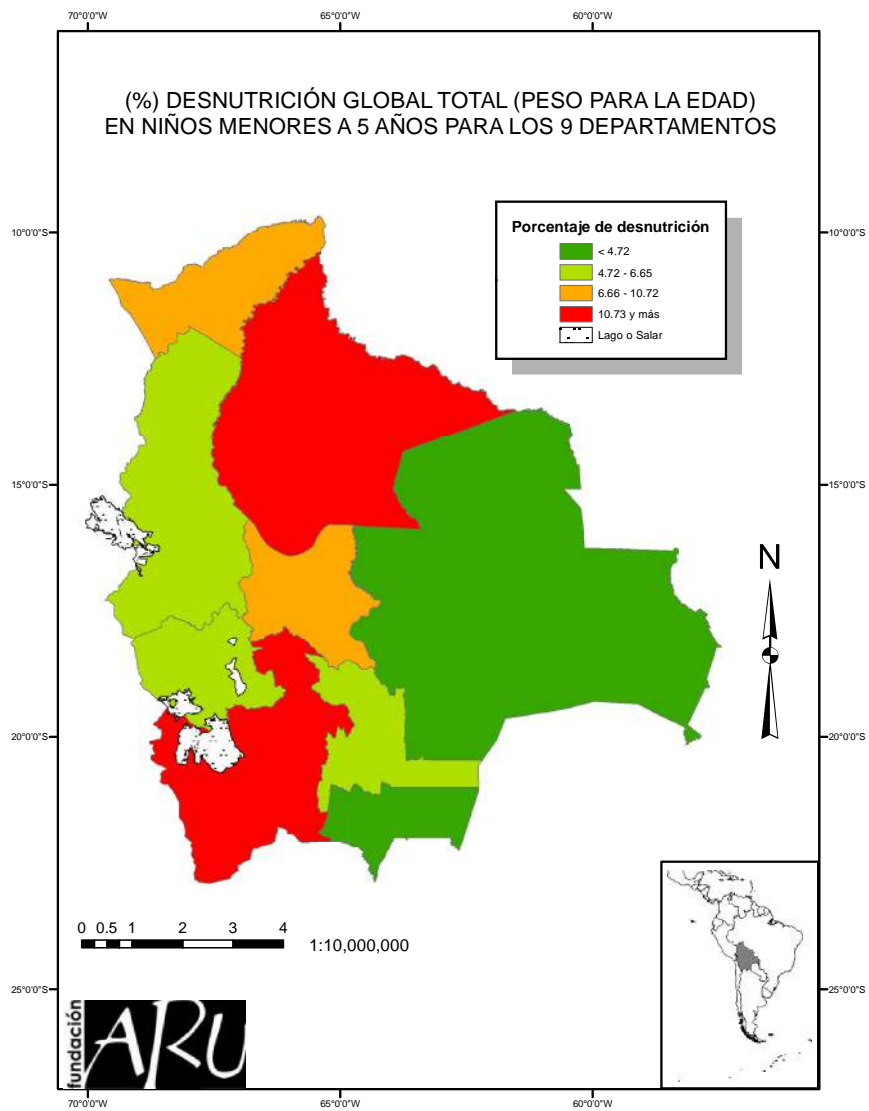 70°0'0"W 65°0'0"W 60°0'0"W
(%) DESNUTRICIÓN GLOBAL TOTAL (PESO PARA LA EDAD)
EN NIÑOS MENORES A 5 AÑOS PARA LOS 9 DEPARTAMENTOS
Porcentaje de desnutrición
< 4.72
4.72 - 6.65
6.66 - 10.72
10.73 y más
Lago o Salar
10°0'0"S 10°0'0"S
15°0'0"S 15°0'0"S
N
20°0'0"S 20°0'0"S
0 0.5 1 2 3 4
1:10,000,000
25°0'0"S 25°0'0"S
fundación
ARU
70°0'0"W 65°0'0"W 60°0'0"W